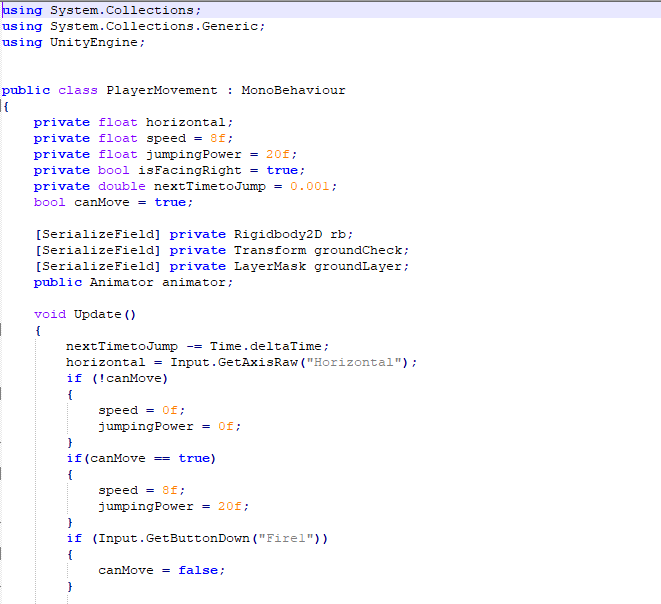 using System.Collections;
using System.Collections.Generic;
using UnityEngine;
public class PlayerMovement : MonoBehaviour
{
private float horizontal;
private float speed = 8f;
private float jumpingPower = 20f;
private bool isFacingRight = true;
private double nextTimetoJump = 0.001;
bool canMove = true;
[SerializeField] private Rigidbody2D rb;
[SerializeField] private Transform groundCheck;
[SerializeField] private LayerMask groundLayer;
public Animator animator;
void Update()
{
nextTimetoJump -= Time.deltaTime;
horizontal = Input.GetAxisRaw("Horizontal");
if (!canMove)
{
speed = 0f;
jumpingPower = 0f;
}
if(canMove == true)
{
speed = 8f;
jumpingPower = 20f;
}
if (Input.GetButtonDown("Fire1"))
{
canMove = false;
}